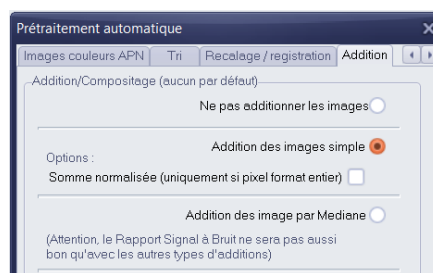 Prétraitement automatique
Images couleurs APN Tri Recalage / registration Addition
Addition/Compositage (aucun par défaut)
Ne pas additionner les images
Addition des images simple
Options :
Somme normalisée (uniquement si pixel format entier)
Addition des image par Mediane
(Attention, le Rapport Signal à Bruit ne sera pas aussi
bon qu'avec les autres types d'additions)